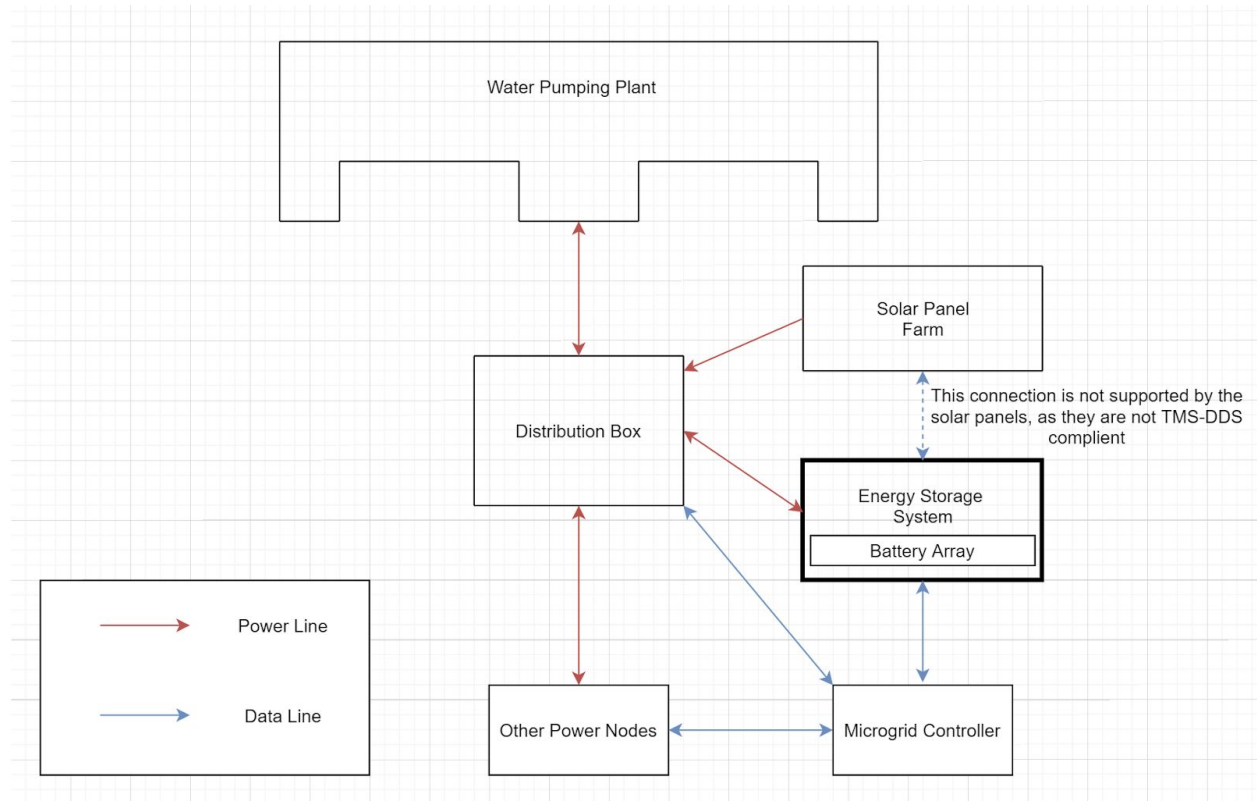 Water Pumping Plant
Solar Panel
Farm
This connection is not supported by the
solar panels, as they are not TMS-DDS
complient
Distribution Box
Energy Storage
System
Battery Array
Power Line
Data Line
Other Power Nodes
Microgrid Controller